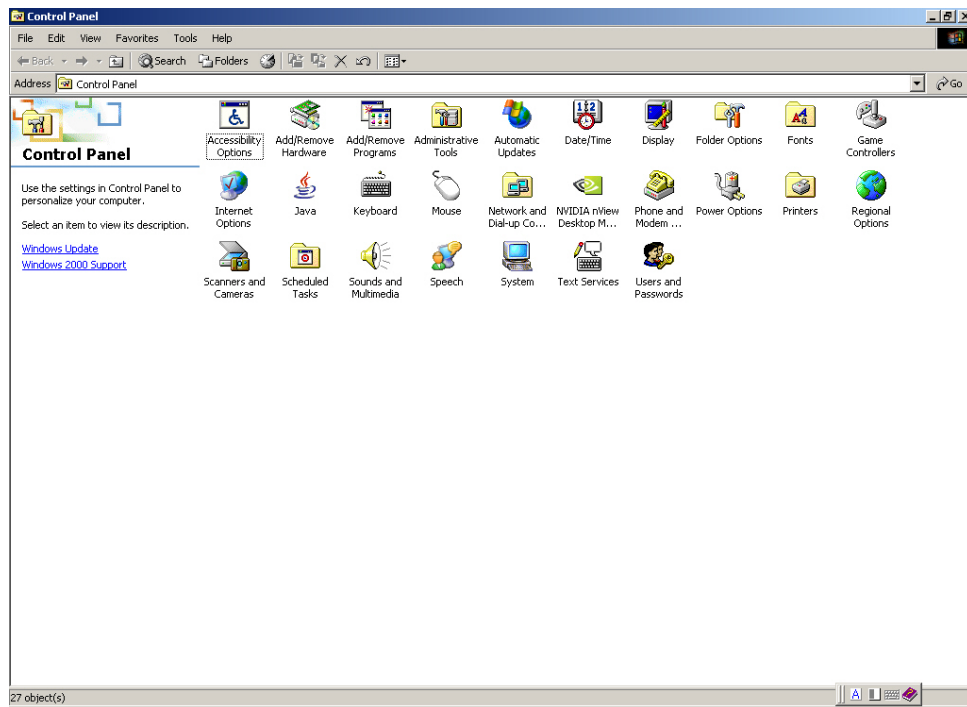 Control Panel
File Edit View Favorites Tools Help
Back Search Folders
Address Control Panel Go
Control Panel
Use the settings in Control Panel to
personalize your computer.
Select an item to view its description.
Windows Update
Windows 2000 Support
Accessibility
Options
Add/Remove
Hardware
Add/Remove
Programs
Administrative
Tools
Automatic
Updates
Date/Time
Display
Folder Options
Fonts
Game
Controllers
Internet
Options
Java
Keyboard
Mouse
Network and
Dial-up Co...
NVIDIA nView
Desktop M...
Phone and
Modem ...
Power Options
Printers
Regional
Options
Scanners and
Cameras
Scheduled
Tasks
Sounds and
Multimedia
Speech
System
Text Services
Users and
Passwords
27 object(s)
A